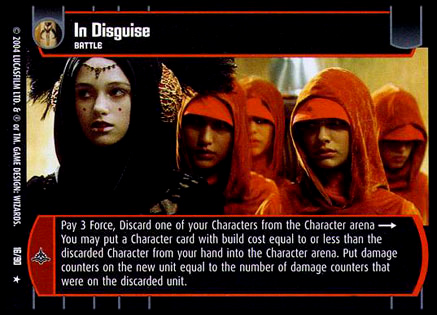 In Disguise
BATTLE
Pay 3 Force, Discard one of your Characters from the Character arena →
You may put a Character card with build cost equal to or less than the
discarded Character from your hand into the Character arena. Put damage
counters on the new unit equal to the number of damage counters that
were on the discarded unit.
© 2004 LUCASFILM LTD. & ® or TM. GAME DESIGN: WIZARDS.
16/90 ★